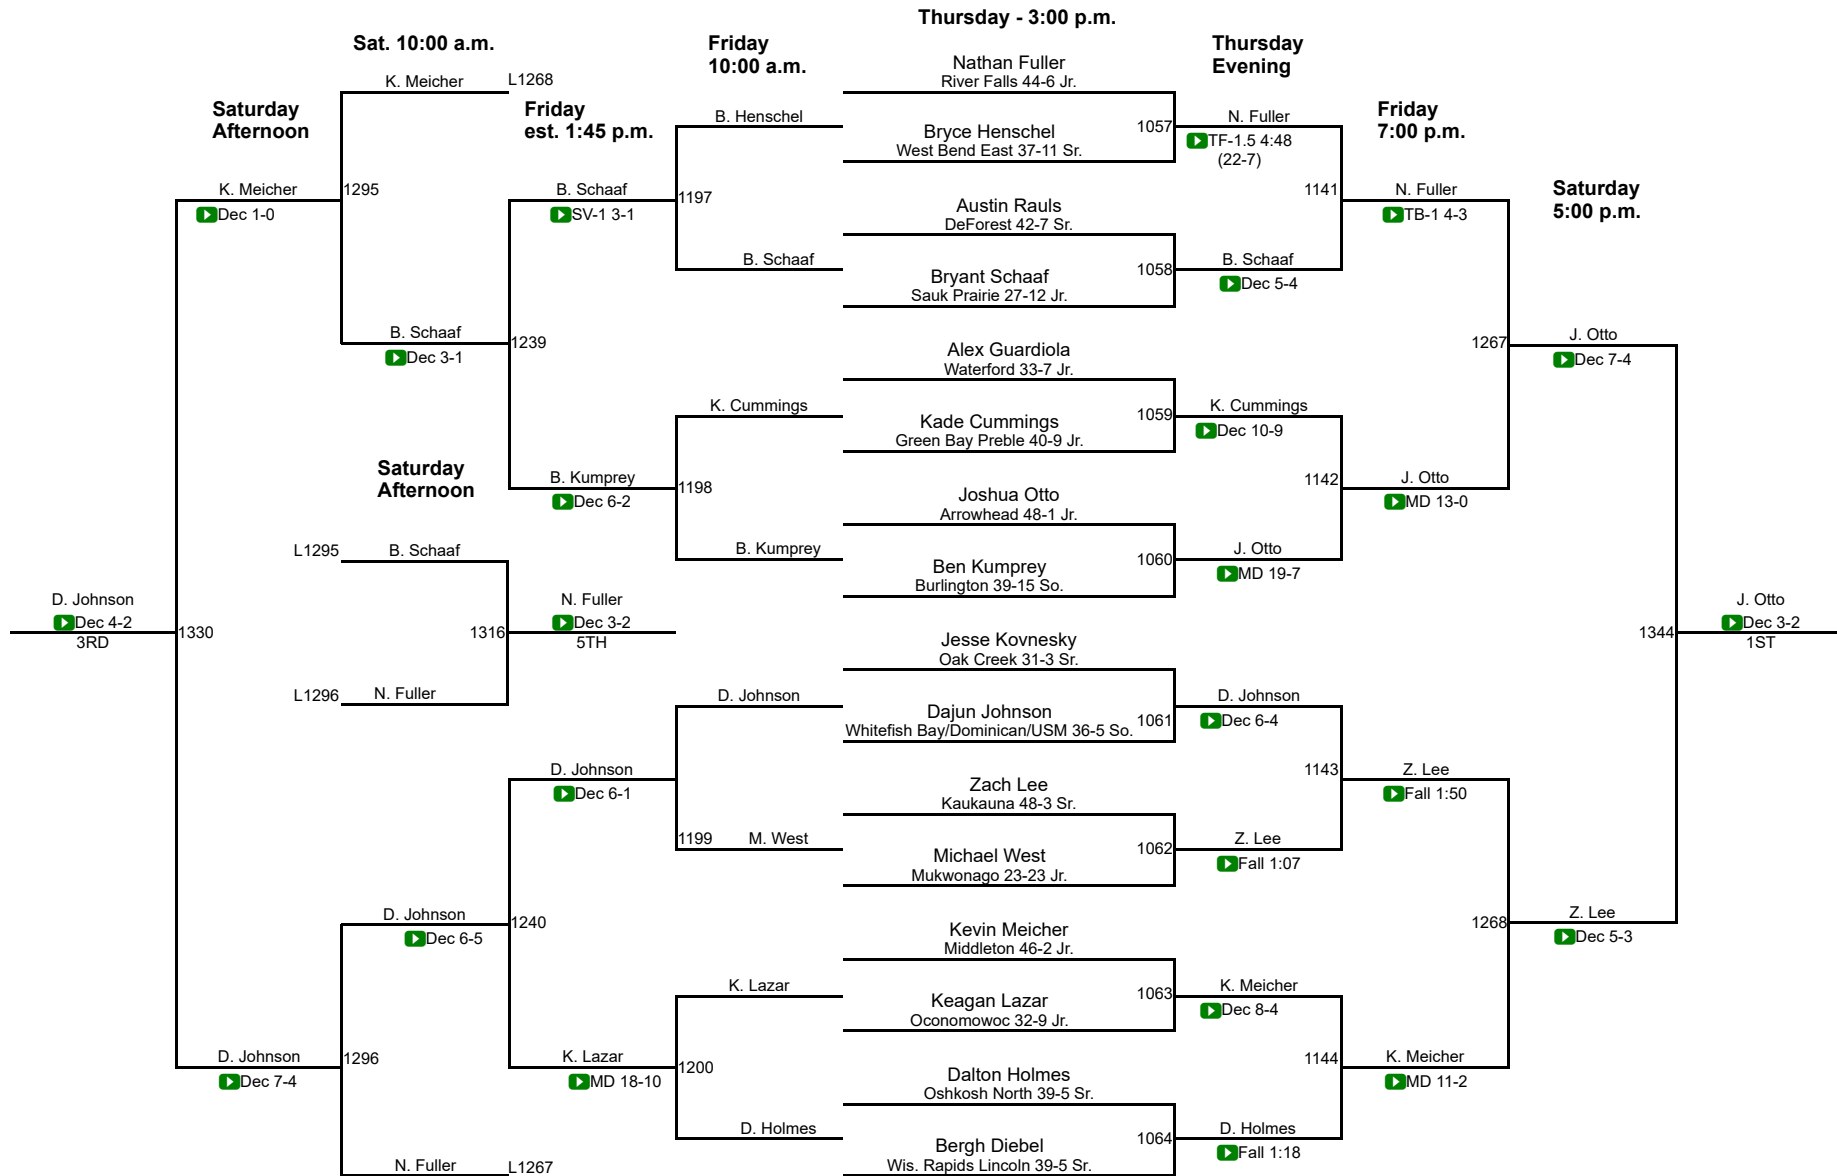 Thursday - 3:00 p.m.
Sat. 10:00 a.m.
Friday
10:00 a.m.
Thursday
Evening
Nathan Fuller
River Falls 44-6 Jr.
K. Meicher
L1268
Saturday
Afternoon
Friday
est. 1:45 p.m.
Friday
7:00 p.m.
B. Henschel
Bryce Henschel
West Bend East 37-11 Sr.
1057
N. Fuller
TF-1.5 4:48
(22-7)
K. Meicher
Dec 1-0
1295
B. Schaaf
SV-1 3-1
1197
Austin Rauls
DeForest 42-7 Sr.
1141
N. Fuller
TB-1 4-3
Saturday
5:00 p.m.
B. Schaaf
Bryant Schaaf
Sauk Prairie 27-12 Jr.
1058
B. Schaaf
Dec 5-4
B. Schaaf
Dec 3-1
1239
Alex Guardiola
Waterford 33-7 Jr.
1267
J. Otto
Dec 7-4
K. Cummings
Kade Cummings
Green Bay Preble 40-9 Jr.
1059
K. Cummings
Dec 10-9
Saturday
Afternoon
B. Kumprey
Dec 6-2
1198
Joshua Otto
Arrowhead 48-1 Jr.
1142
J. Otto
MD 13-0
L1295
B. Schaaf
B. Kumprey
Ben Kumprey
Burlington 39-15 So.
1060
J. Otto
MD 19-7
D. Johnson
Dec 4-2
3RD
1330
1316
N. Fuller
Dec 3-2
5TH
Jesse Kovnesky
Oak Creek 31-3 Sr.
1344
J. Otto
Dec 3-2
1ST
L1296
N. Fuller
D. Johnson
Dajun Johnson
Whitefish Bay/Dominican/USM 36-5 So.
1061
D. Johnson
Dec 6-4
D. Johnson
Dec 6-1
Zach Lee
Kaukauna 48-3 Sr.
1143
Z. Lee
Fall 1:50
1199
M. West
Michael West
Mukwonago 23-23 Jr.
1062
Z. Lee
Fall 1:07
D. Johnson
Dec 6-5
1240
Kevin Meicher
Middleton 46-2 Jr.
1268
Z. Lee
Dec 5-3
K. Lazar
Keagan Lazar
Oconomowoc 32-9 Jr.
1063
K. Meicher
Dec 8-4
D. Johnson
Dec 7-4
1296
K. Lazar
MD 18-10
1200
Dalton Holmes
Oshkosh North 39-5 Sr.
1144
K. Meicher
MD 11-2
D. Holmes
Bergh Diebel
Wis. Rapids Lincoln 39-5 Sr.
1064
D. Holmes
Fall 1:18
N. Fuller
L1267